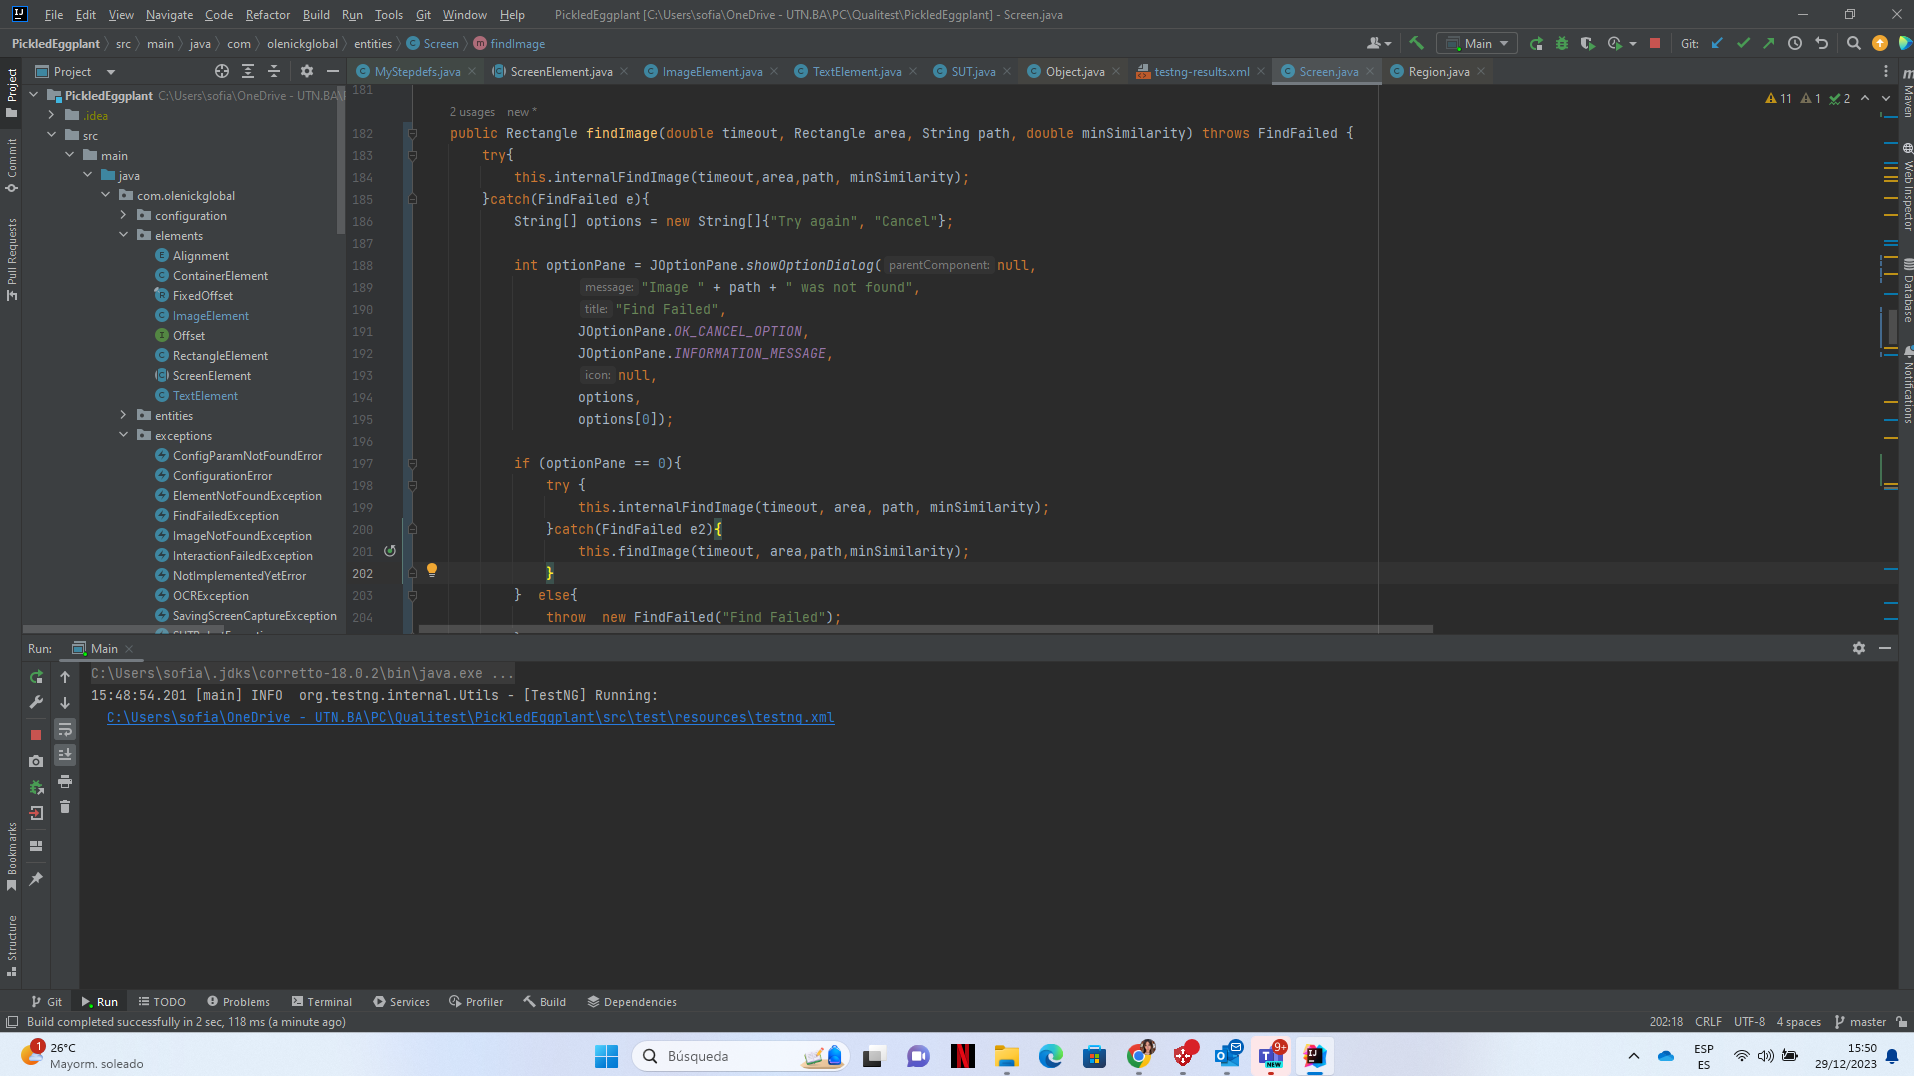 File Edit View Navigate Code Refactor Build Run Tools Git Window Help PickledEggplant [C:\Users\sofia\OneDrive - UTN.BA\PC\Qualitest\PickledEggplant] - Screen.java
PickledEggplant src main java com olenickglobal entities Screen findImage Main Git:
Project
MyStepdefs.java ScreenElement.java ImageElement.java TextElement.java SUT.java Object.java testng-results.xml Screen.java Region.java
Project
Commit
Pull Requests
Bookmarks
Structure
PickledEggplant C:\Users\sofia\OneDrive - UTN.BA\
.idea
src
main
java
com.olenickglobal
configuration
elements
Alignment
ContainerElement
FixedOffset
ImageElement
Offset
RectangleElement
ScreenElement
TextElement
entities
exceptions
ConfigParamNotFoundError
ConfigurationError
ElementNotFoundException
FindFailedException
ImageNotFoundException
InteractionFailedException
NotImplementedYetError
OCRException
SavingScreenCaptureException
11 1 2
181
2 usages new *
182 public Rectangle findImage(double timeout, Rectangle area, String path, double minSimilarity) throws FindFailed {
183 try{
184 this.internalFindImage(timeout,area,path, minSimilarity);
185 }catch(FindFailed e){
186 String[] options = new String[]{"Try again", "Cancel"};
187
188 int optionPane = JOptionPane.showOptionDialog( parentComponent: null,
189 message: "Image " + path + " was not found",
190 title: "Find Failed",
191 JOptionPane.OK_CANCEL_OPTION,
192 JOptionPane.INFORMATION_MESSAGE,
193 icon: null,
194 options,
195 options[0]);
196
197 if (optionPane == 0){
198 try {
199 this.internalFindImage(timeout, area, path, minSimilarity);
200 }catch(FindFailed e2){
201 this.findImage(timeout, area,path,minSimilarity);
202 }
203 } else{
204 throw new FindFailed("Find Failed");
Maven
Web Inspector
Database
Notifications
Run: Main
C:\Users\sofia\.jdks\corretto-18.0.2\bin\java.exe ...
15:48:54.201 [main] INFO org.testng.internal.Utils - [TestNG] Running:
C:\Users\sofia\OneDrive - UTN.BA\PC\Qualitest\PickledEggplant\src\test\resources\testng.xml
Git Run TODO Problems Terminal Services Profiler Build Dependencies
Build completed successfully in 2 sec, 118 ms (a minute ago) 202:18 CRLF UTF-8 4 spaces master
1 26°C
Mayorm. soleado
Búsqueda
9+
NEW
ESP
ES
15:50
29/12/2023